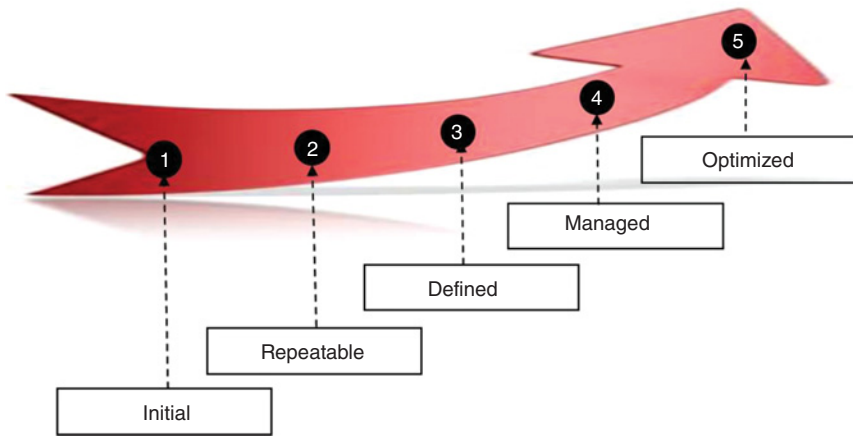 1
2
3
4
5
Initial
Repeatable
Defined
Managed
Optimized